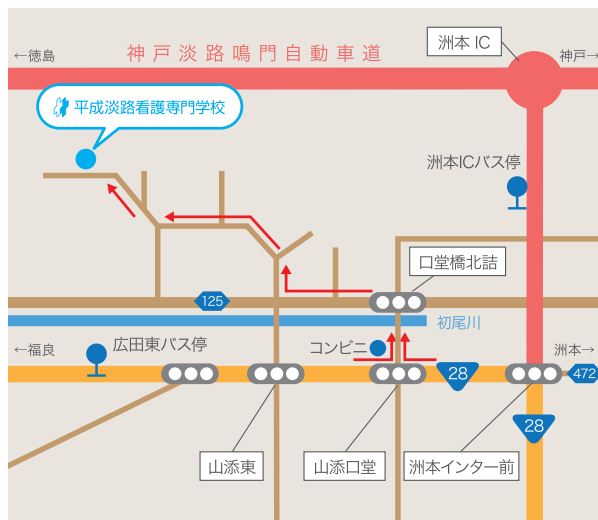 洲本 IC
←徳島
神戸淡路鳴門自動車道
神戸→
平成淡路看護専門学校
洲本ICバス停
口堂橋北詰
125
初尾川
←福良
広田東バス停
コンビニ
洲本→
28
472
28
山添東
山添口堂
洲本インター前